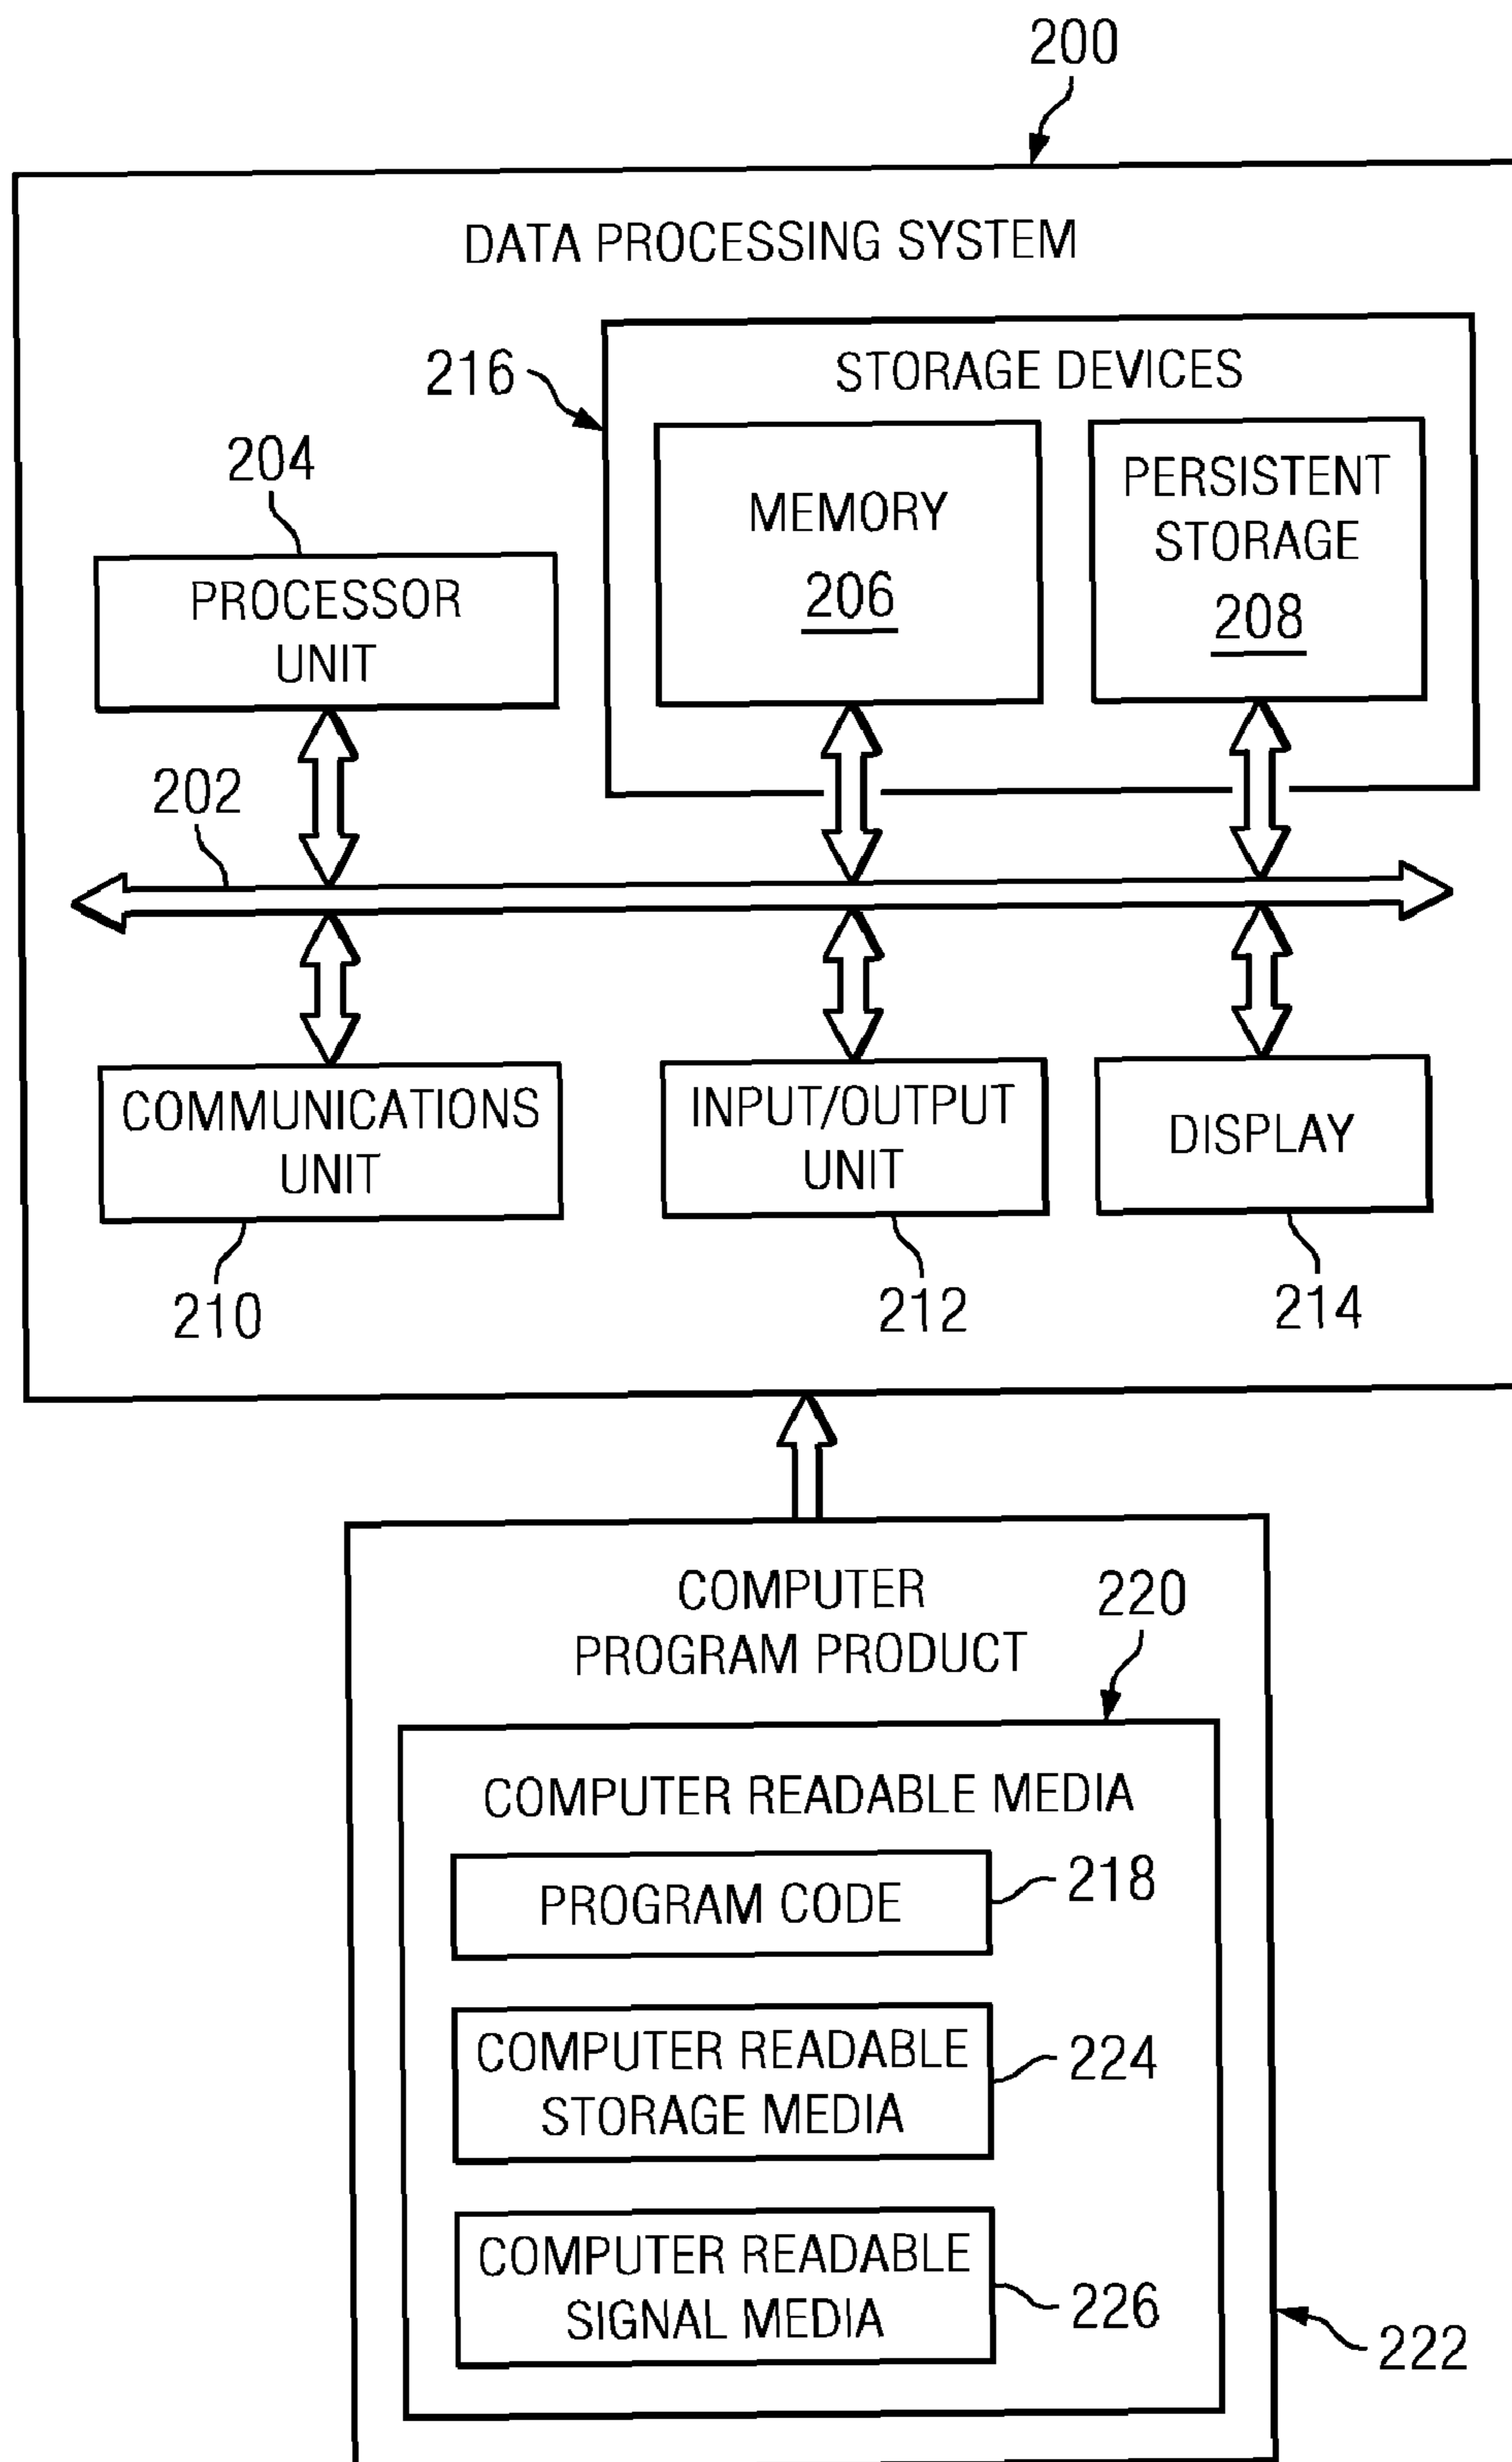 200
DATA PROCESSING SYSTEM
216
STORAGE DEVICES
204
MEMORY
206
PERSISTENT
STORAGE
208
PROCESSOR
UNIT
202
COMMUNICATIONS
UNIT
INPUT/OUTPUT
UNIT
DISPLAY
210
212
214
COMPUTER
PROGRAM PRODUCT
220
COMPUTER READABLE MEDIA
PROGRAM CODE
218
COMPUTER READABLE
STORAGE MEDIA
224
COMPUTER READABLE
SIGNAL MEDIA
226
222